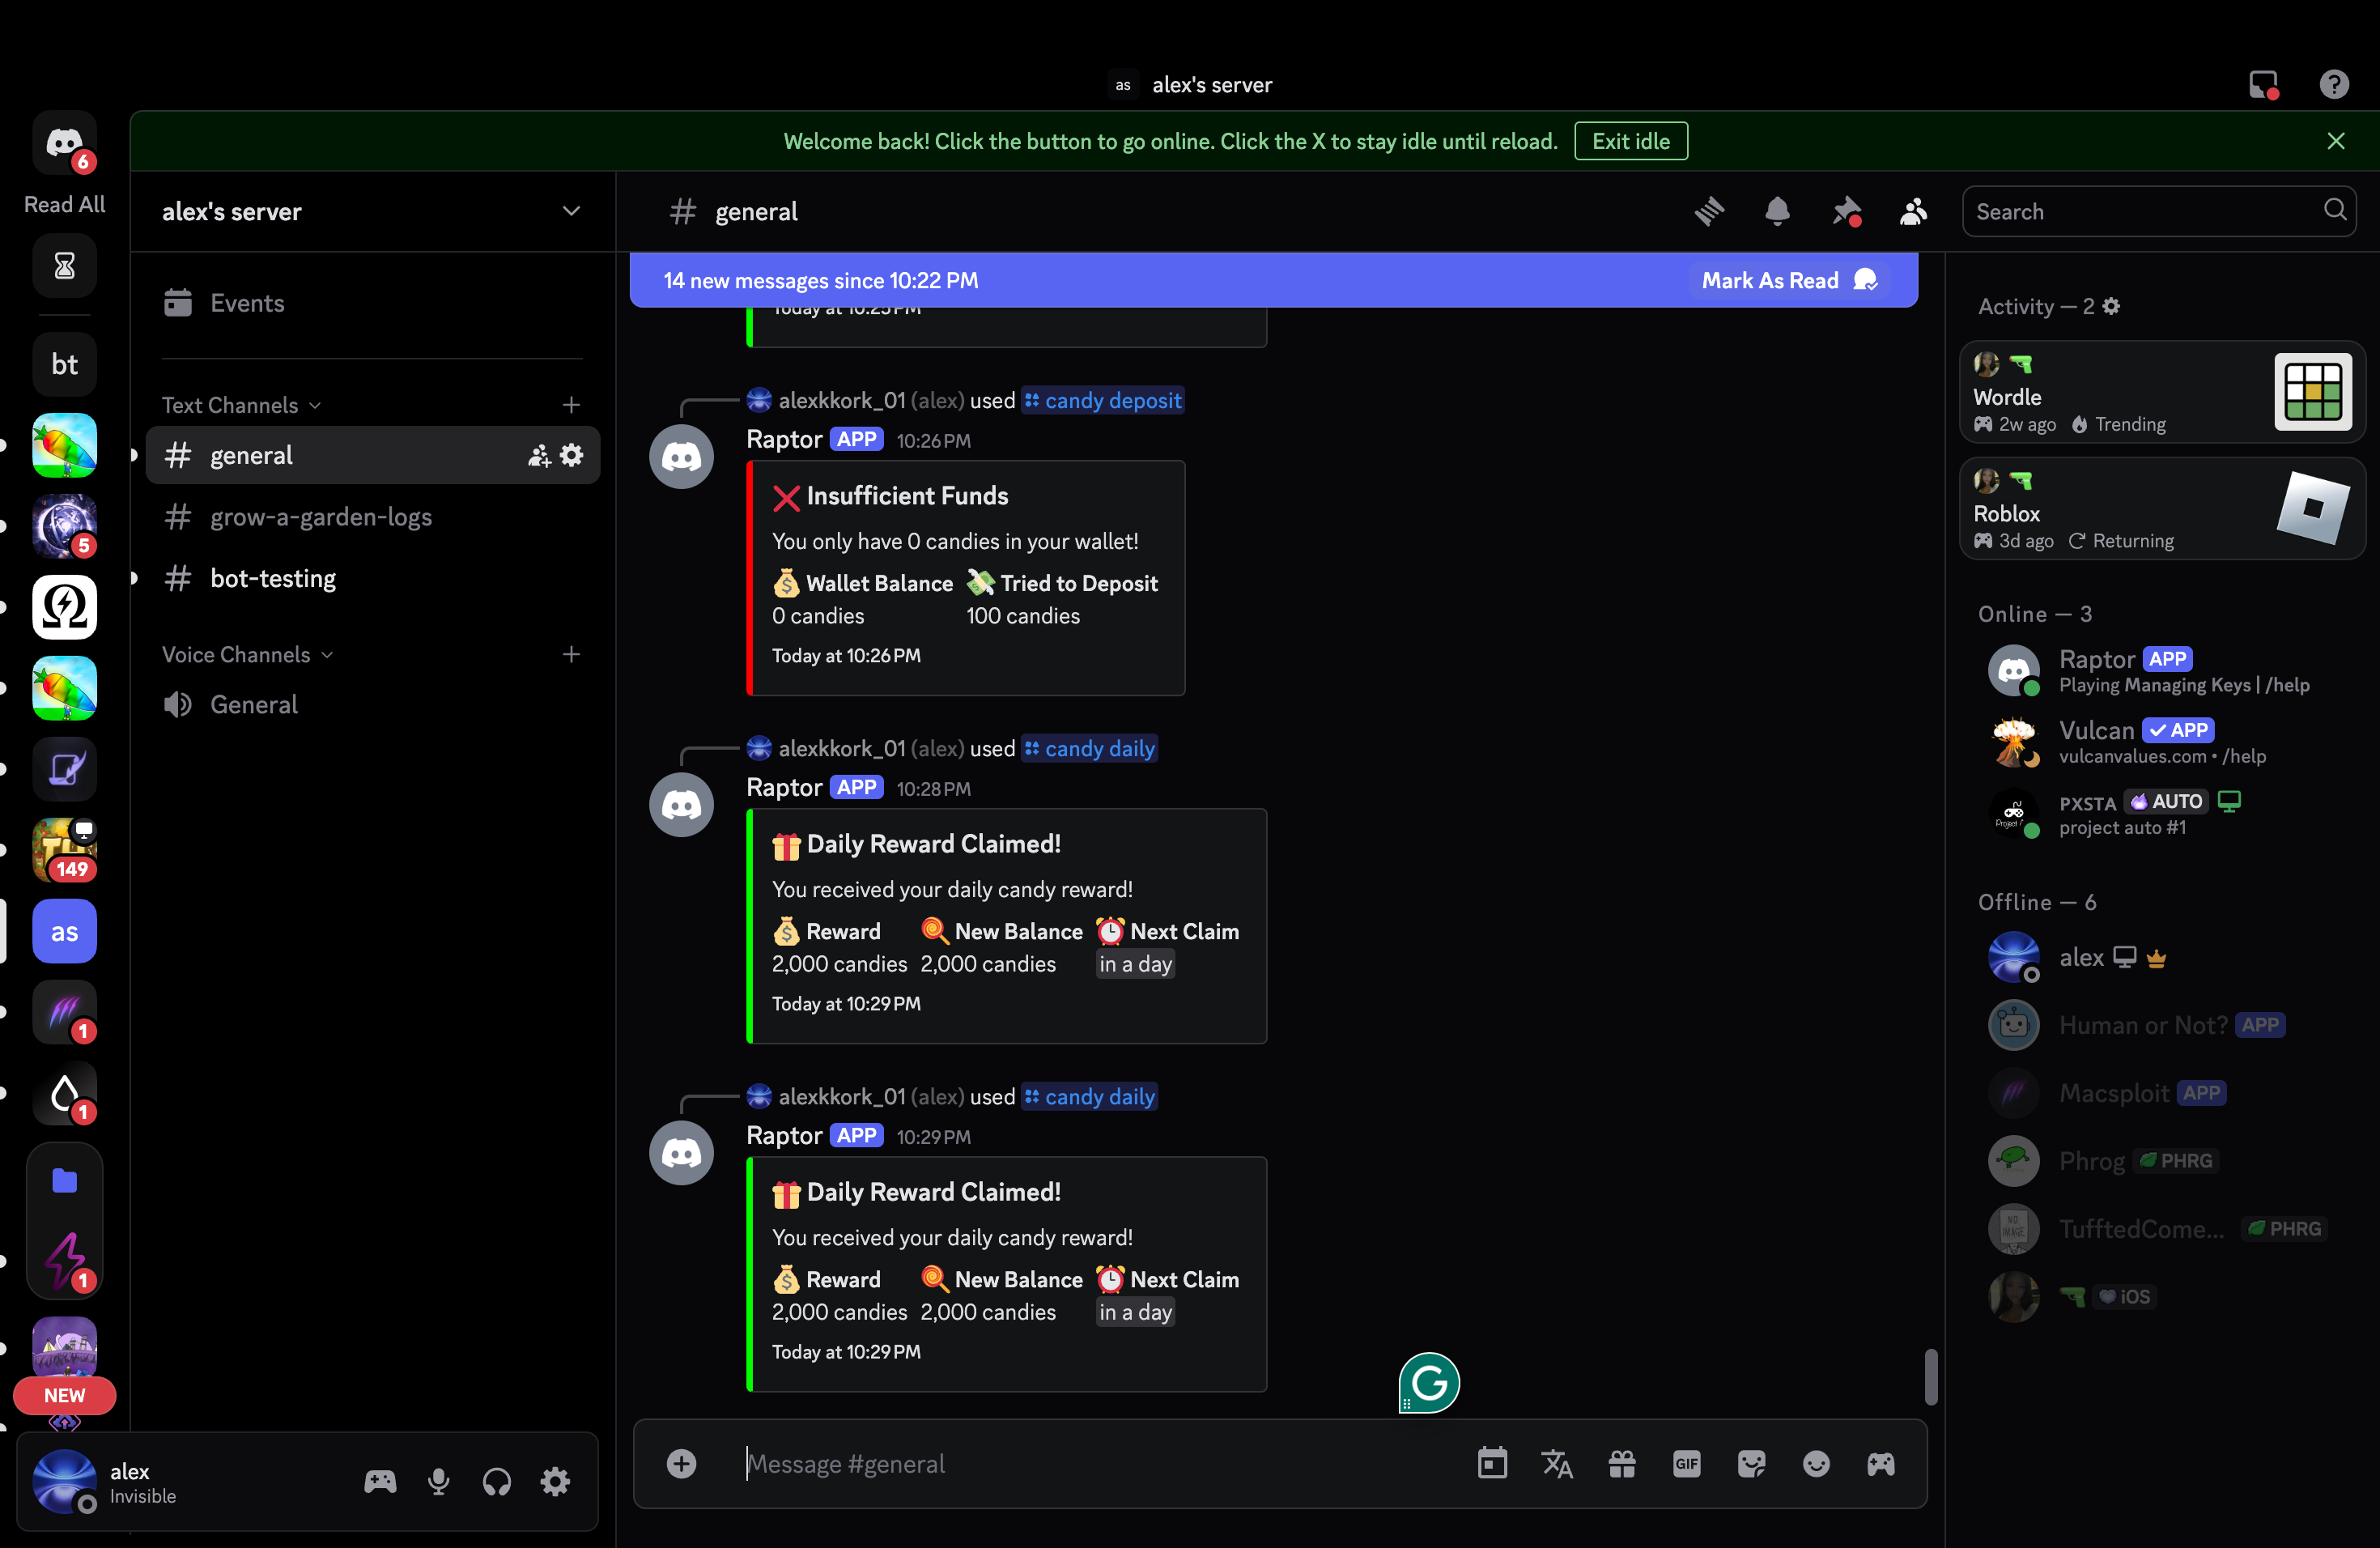 as alex's server
Welcome back! Click the button to go online. Click the X to stay idle until reload. Exit idle
6
Read All
bt
5
149
as
1
1
1
NEW
alex's server
Events
Text Channels
general
grow-a-garden-logs
bot-testing
Voice Channels
General
alex
Invisible
general
Search
14 new messages since 10:22 PM Mark As Read
Today at 10:25 PM
alexkkork_01 (alex) used candy deposit
Raptor APP 10:26 PM
Insufficient Funds
You only have 0 candies in your wallet!
Wallet Balance Tried to Deposit
0 candies 100 candies
Today at 10:26 PM
alexkkork_01 (alex) used candy daily
Raptor APP 10:28 PM
Daily Reward Claimed!
You received your daily candy reward!
Reward New Balance Next Claim
2,000 candies 2,000 candies in a day
Today at 10:29 PM
alexkkork_01 (alex) used candy daily
Raptor APP 10:29 PM
Daily Reward Claimed!
You received your daily candy reward!
Reward New Balance Next Claim
2,000 candies 2,000 candies in a day
Today at 10:29 PM
Message #general
GIF
Activity — 2
Wordle
2w ago Trending
Roblox
3d ago Returning
Online — 3
Raptor APP
Playing Managing Keys | /help
Vulcan APP
vulcanvalues.com • /help
PXSTA AUTO
project auto #1
Offline — 6
alex
Human or Not? APP
Macsploit APP
Phrog PHRG
NO IMAGE
TufftedCome... PHRG
iOS